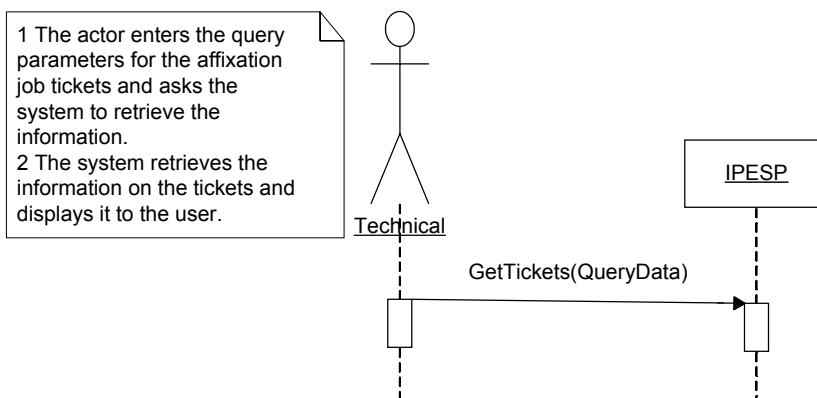 1 The actor enters the query
parameters for the affixation
job tickets and asks the
system to retrieve the
information.
2 The system retrieves the
information on the tickets and
displays it to the user.
Technical
IPESP
GetTickets(QueryData)